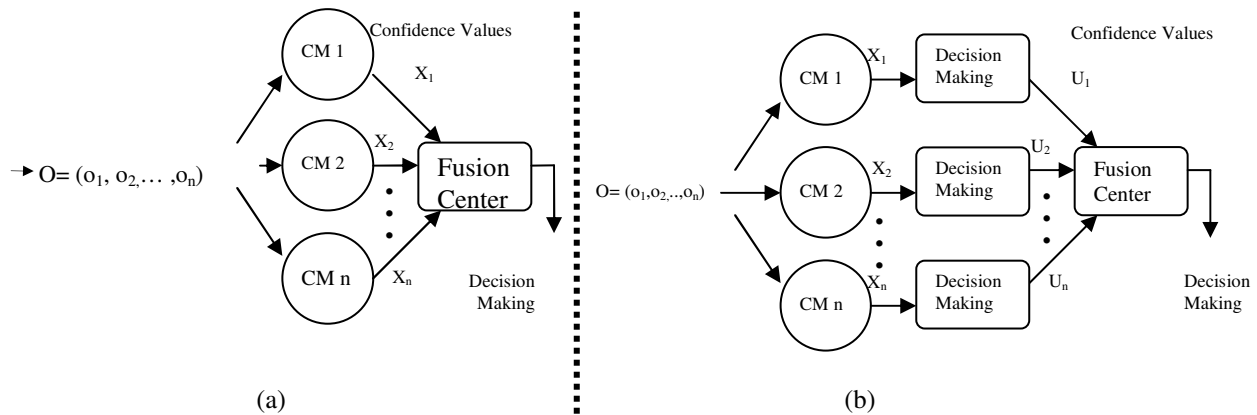 Confidence Values
CM 1
X₁
O= (o₁, o₂,… ,oₙ)
CM 2
X₂
Fusion
Center
CM n
Xₙ
Decision
Making
(a)
Confidence Values
CM 1
X₁
Decision
Making
U₁
O= (o₁,o₂,..,oₙ)
CM 2
X₂
Decision
Making
U₂
Fusion
Center
CM n
Xₙ
Decision
Making
Uₙ
Decision
Making
(b)